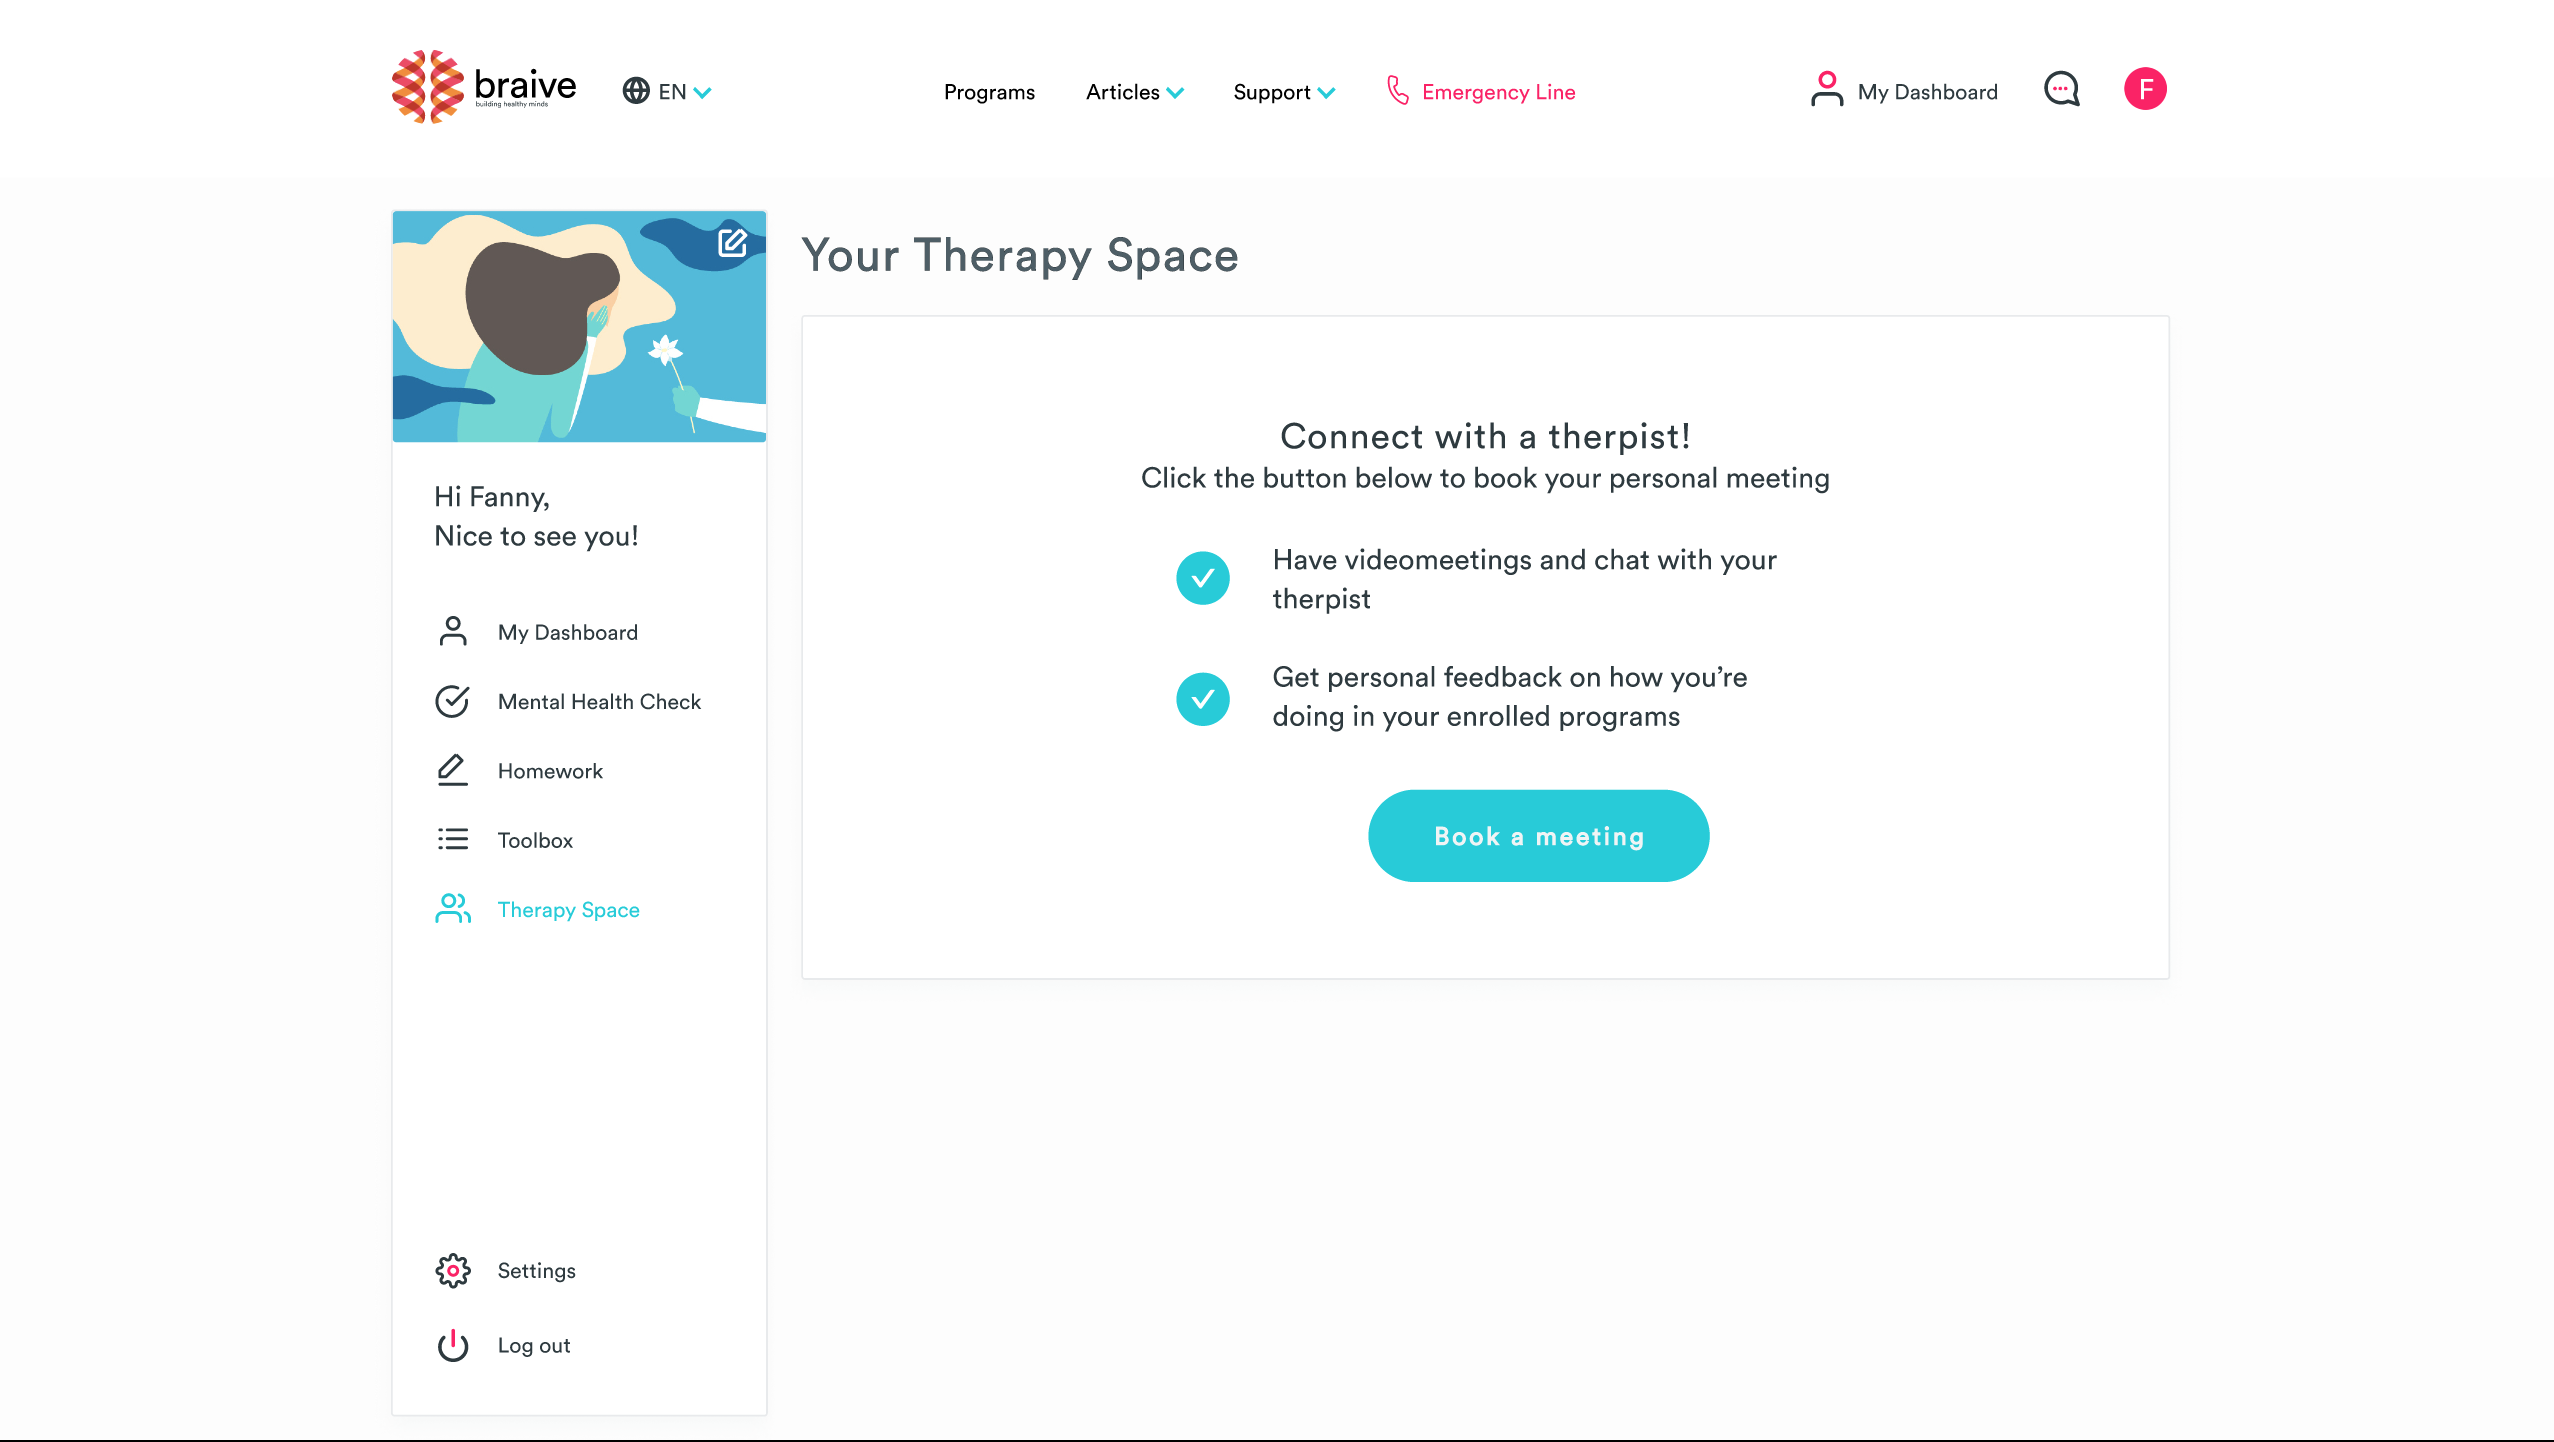 braive
building healthy minds
EN
Programs
Articles
Support
Emergency Line
My Dashboard
F
Hi Fanny,
Nice to see you!
My Dashboard
Mental Health Check
Homework
Toolbox
Therapy Space
Settings
Log out
Your Therapy Space
Connect with a therpist!
Click the button below to book your personal meeting
Have videomeetings and chat with your
therpist
Get personal feedback on how you’re
doing in your enrolled programs
Book a meeting